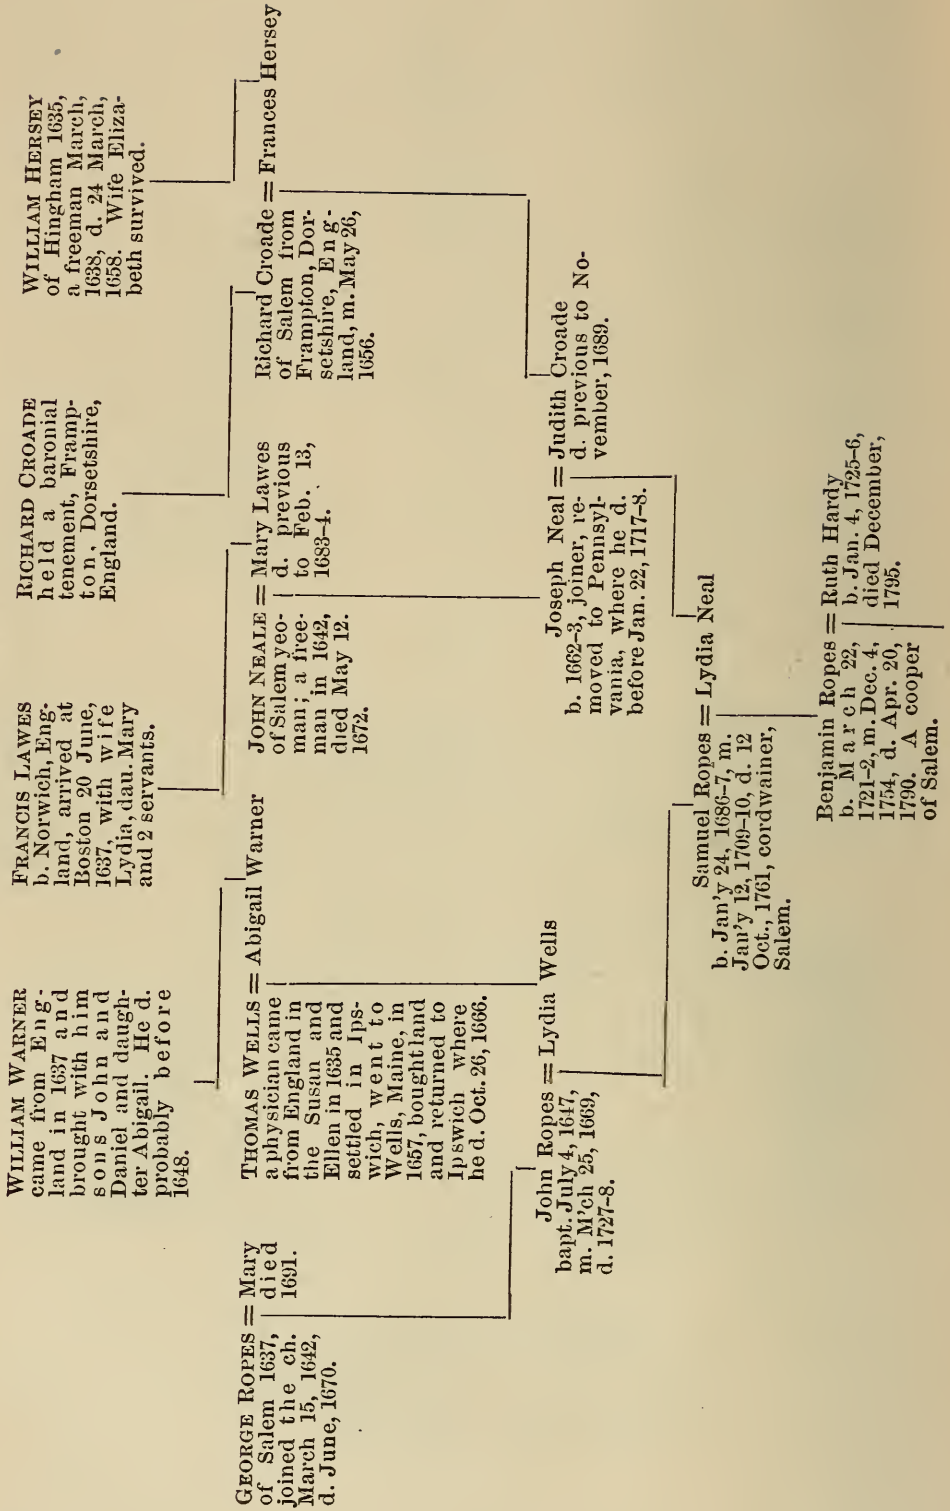 WILLIAM WARNER
came from Eng-
land in 1637 and
brought with him
sons John and
Daniel and daugh-
ter Abigail. He d.
probably before
1648.
FRANCIS LAWES
b. Norwich, Eng-
land, arrived at
Boston 20 June,
1637, with wife
Lydia, dau. Mary
and 2 servants.
RICHARD CROADE
held a baronial
tenement, Framp-
ton, Dorsetshire,
England.
WILLIAM HERSEY
of Hingham 1635,
a freeman March,
1638, d. 24 March,
1658. Wife Eliza-
beth survived.
GEORGE ROPES = Mary
of Salem 1637,
joined the ch.
March 15, 1642,
d. June, 1670.
died
1691.
THOMAS WELLS = Abigail Warner
a physician came
from England in
the Susan and
Ellen in 1635 and
settled in Ips-
wich, went to
Wells, Maine, in
1657, bought land
and returned to
Ipswich where
he d. Oct. 26, 1666.
JOHN NEALE = Mary Lawes
of Salem yeo-
man; a free-
man in 1642,
died May 12.
1672.
d. previous
to Feb. 13,
1683-4.
Richard Croade = Frances Hersey
of Salem from
Frampton, Dor-
setshire, Eng-
land, m. May 26,
1656.
John Ropes = Lydia Wells
bapt. July 4, 1647,
m. M'ch 25, 1669,
d. 1727-8.
Joseph Neal = Judith Croade
b. 1662-3, joiner, re-
moved to Pennsyl-
vania, where he d.
before Jan. 22, 1717-8.
d. previous to No-
vember, 1689.
Samuel Ropes = Lydia Neal
b. Jan'y 24, 1686-7, m.
Jan'y 12, 1709-10, d. 12
Oct., 1761, cordwainer,
Salem.
Benjamin Ropes = Ruth Hardy
b. March 22,
1721-2, m. Dec. 4,
1754, d. Apr. 20,
1790. A cooper
of Salem.
b. Jan. 4, 1725-6,
died December,
1795.